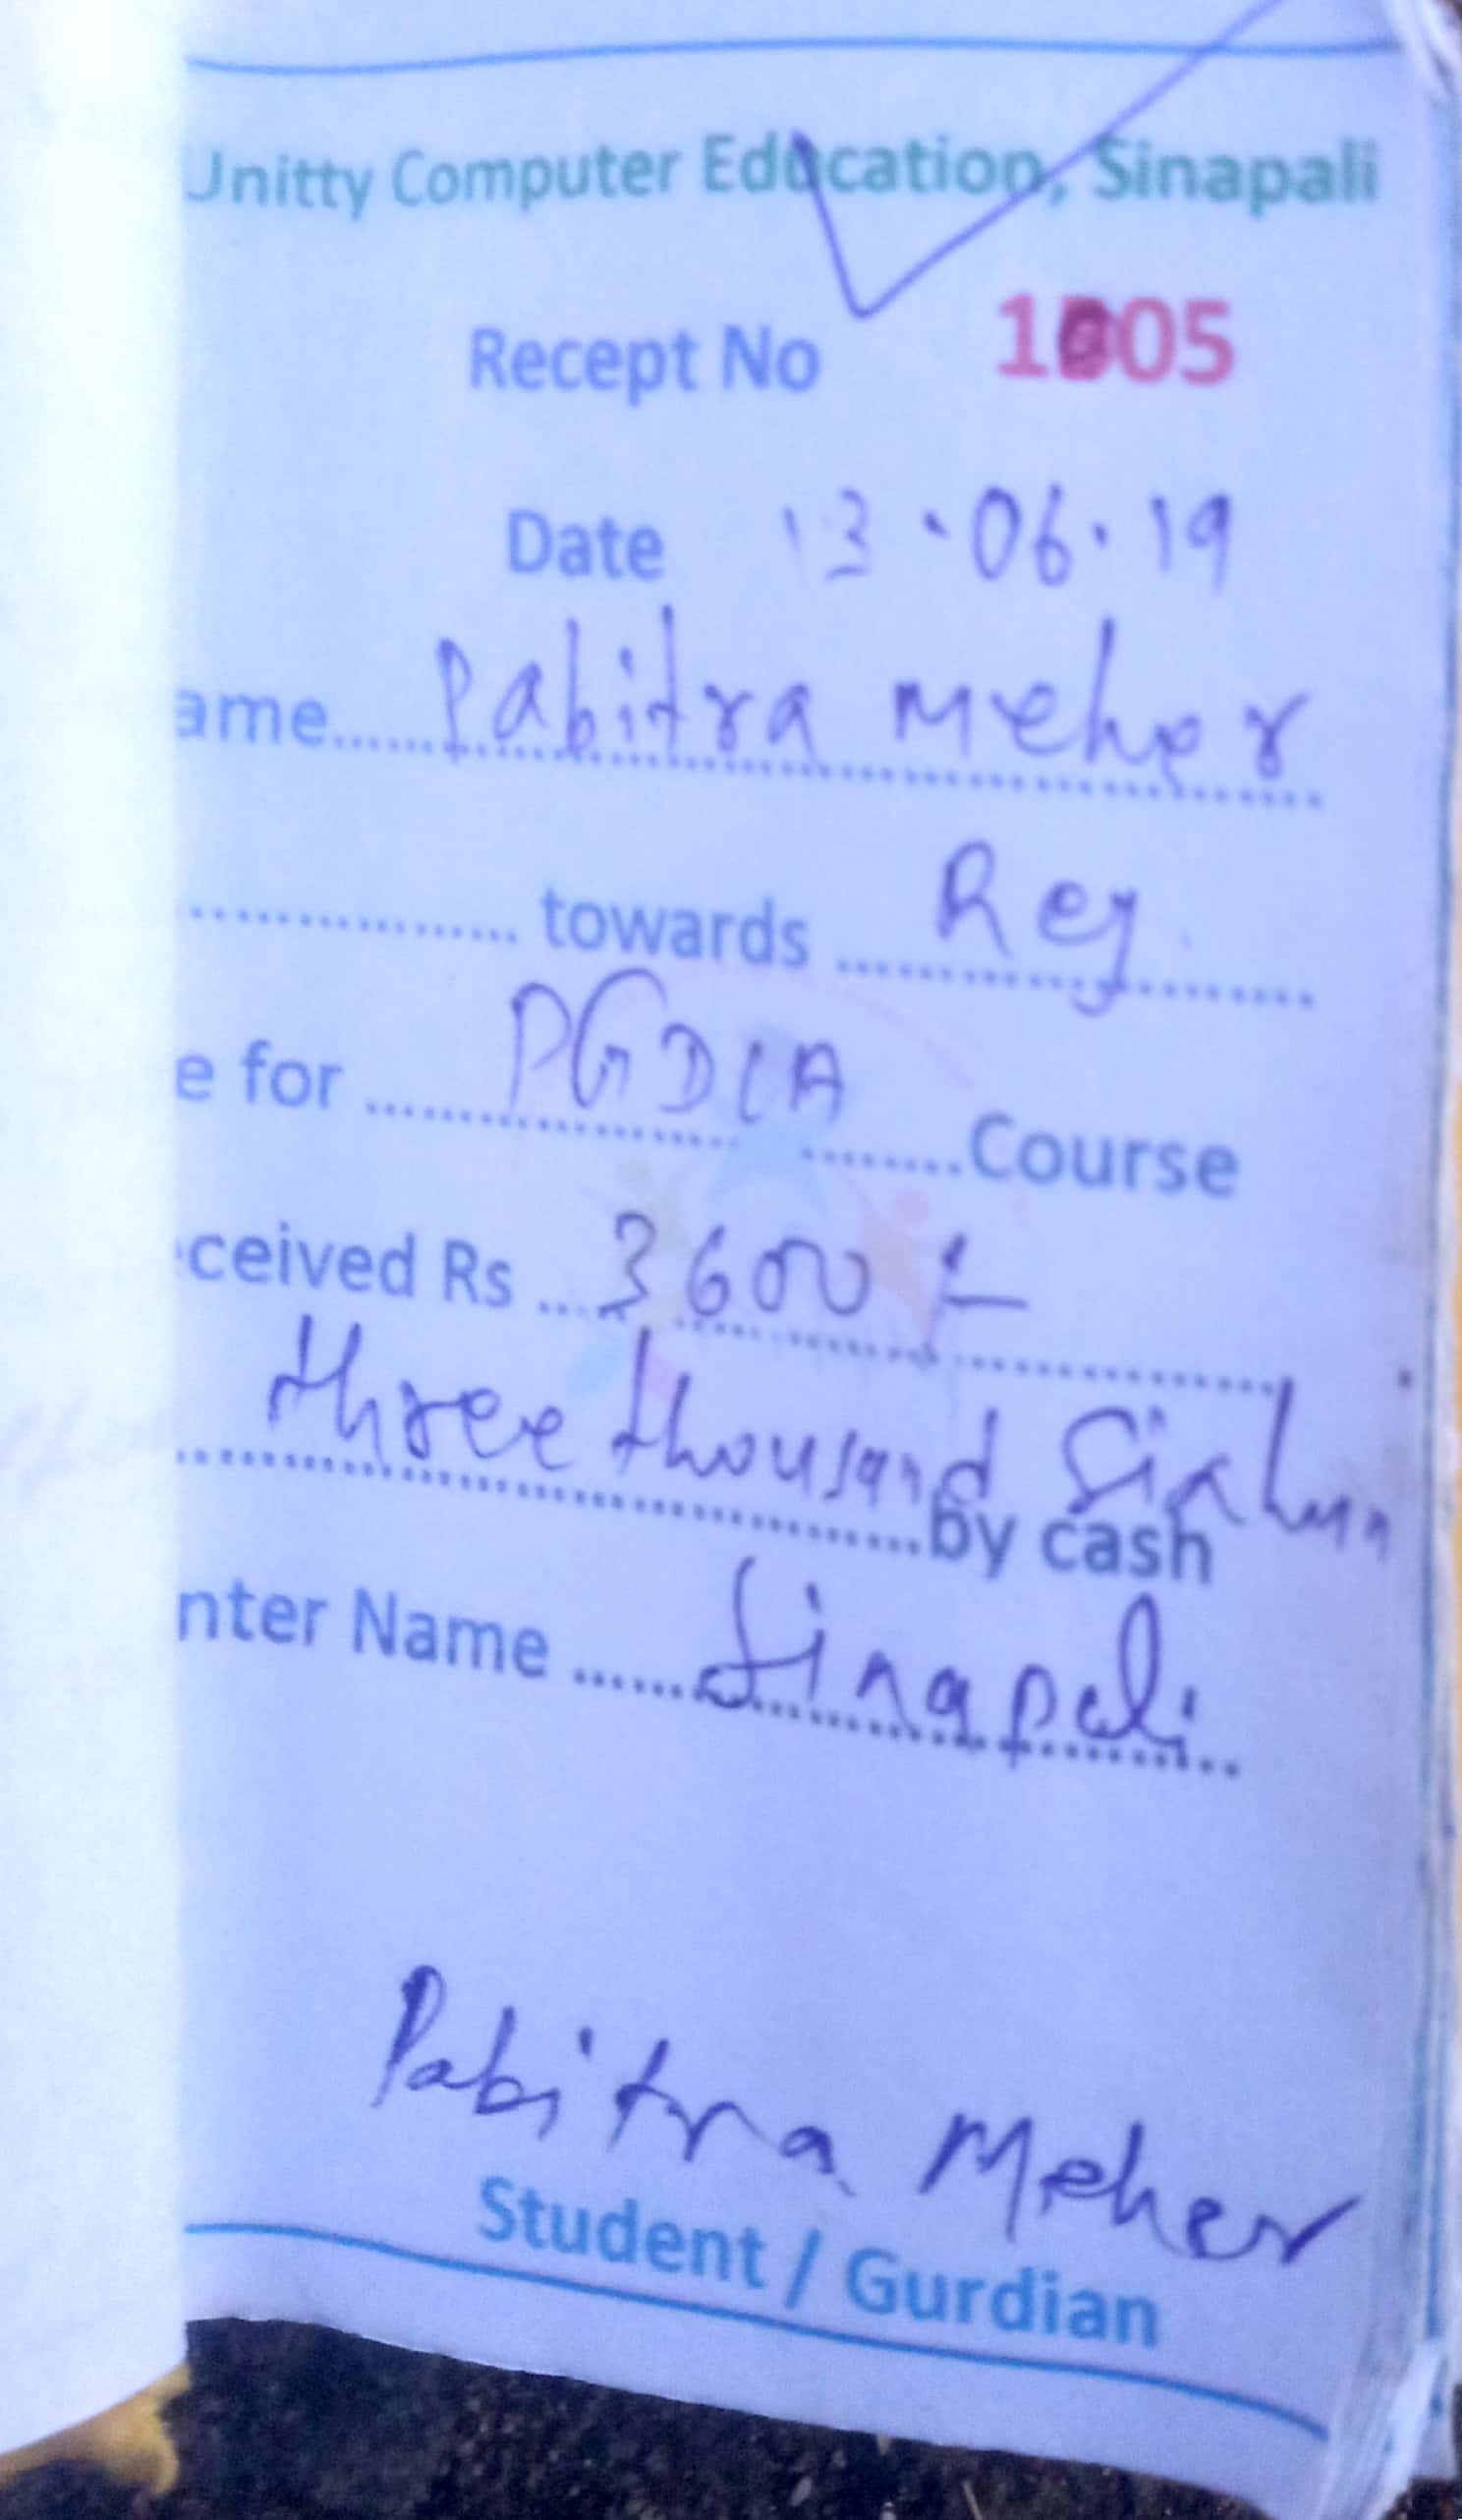 Unitty Computer Education, Sinapali
Recept No 1005
Date 13.06.19
ame........Pabitra Meher
................ towards ..... Reg.
e for ..... PGDCA ........Course
ceived Rs ... 3600/-
three thousand Six hun
by cash
nter Name ...... Sinapali
Pabitra Meher
Student / Gurdian